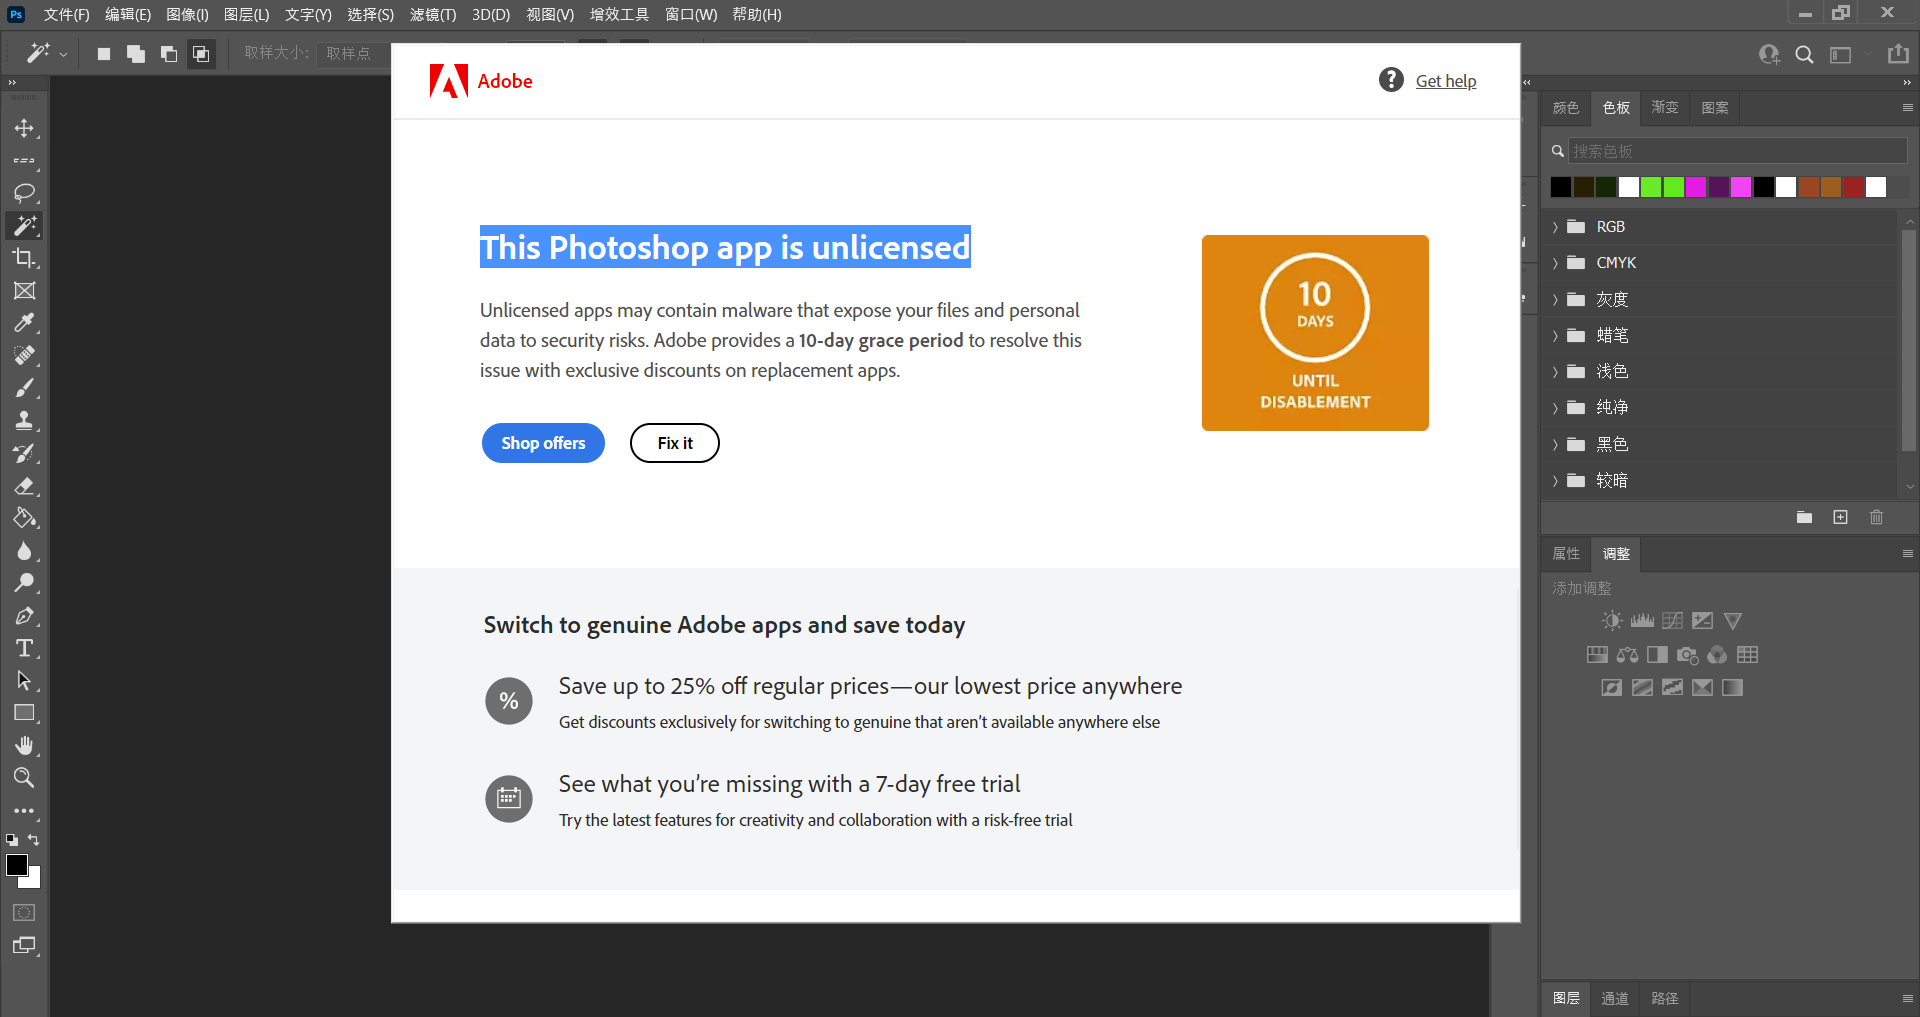 Ps 文件(F) 编辑(E) 图像(I) 图层(L) 文字(Y) 选择(S) 滤镜(T) 3D(D) 视图(V) 增效工具 窗口(W) 帮助(H)
取样大小: 取样点
Adobe
Get help
This Photoshop app is unlicensed
Unlicensed apps may contain malware that expose your files and personal
data to security risks. Adobe provides a 10-day grace period to resolve this
issue with exclusive discounts on replacement apps.
Shop offers Fix it
10
DAYS
UNTIL
DISABLEMENT
Switch to genuine Adobe apps and save today
%
Save up to 25% off regular prices—our lowest price anywhere
Get discounts exclusively for switching to genuine that aren’t available anywhere else
See what you’re missing with a 7-day free trial
Try the latest features for creativity and collaboration with a risk-free trial
颜色 色板 渐变 图案
搜索色板
RGB
CMYK
灰度
蜡笔
浅色
纯净
黑色
较暗
属性 调整
添加调整
图层 通道 路径